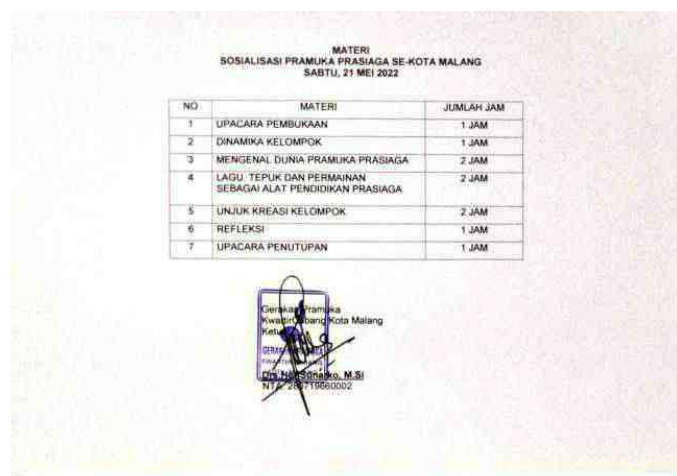 MATERI
SOSIALISASI PRAMUKA PRASIAGA SE-KOTA MALANG
SABTU, 21 MEI 2022
NO MATERI JUMLAH JAM
1 UPACARA PEMBUKAAN 1 JAM
2 DINAMIKA KELOMPOK 1 JAM
3 MENGENAL DUNIA PRAMUKA PRASIAGA 2 JAM
4 LAGU, TEPUK DAN PERMAINAN 2 JAM
SEBAGAI ALAT PENDIDIKAN PRASIAGA
5 UNJUK KREASI KELOMPOK 2 JAM
6 REFLEKSI 1 JAM
7 UPACARA PENUTUPAN 1 JAM
Gerakan Pramuka
Kota Malang
M.Si
NTA.